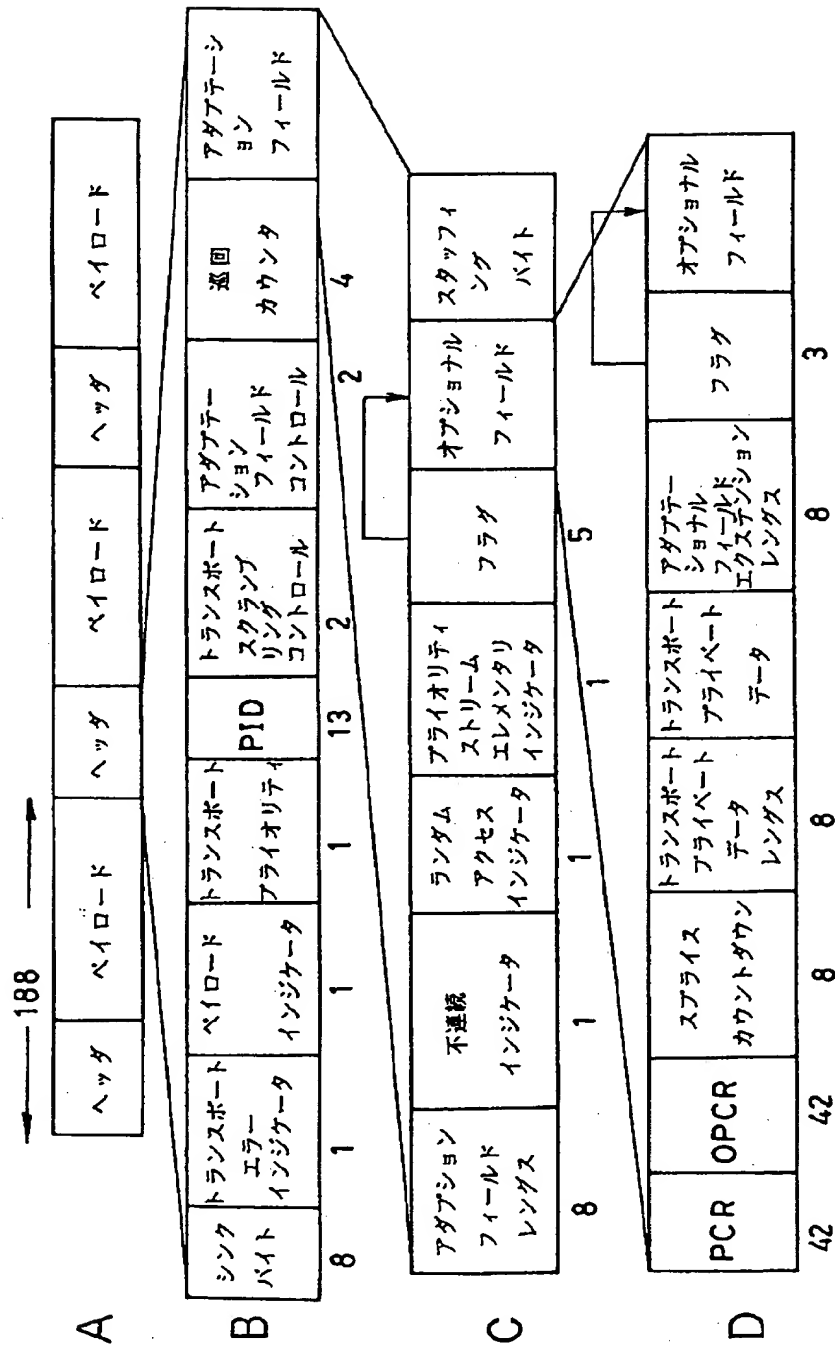 188
A
ヘッダ
ペイロード
ヘッダ
ペイロード
ヘッダ
ペイロード
B
シンク
バイト
トランスポート
エラー
インジケータ
ペイロード
インジケータ
トランスポート
プライオリティ
PID
トランスポート
スクランブ
リング
コントロール
アダプテー
ション
フィールド
コントロール
巡回
カウンタ
アダプテーシ
ョン
フィールド
8
1
1
1
13
2
2
4
C
アダプション
フィールド
レングス
不連続
インジケータ
ランダム
アクセス
インジケータ
プライオリティ
ストリーム
エレメンタリ
インジケータ
フラグ
オプショナル
フィールド
スタッフィ
ング
バイト
8
1
1
1
5
D
PCR
OPCR
スプライス
カウントダウン
トランスポート
プライベート
データ
レングス
トランスポート
プライベート
データ
アダプテー
ショナル
フィールド
エクステンション
レングス
フラグ
オプショナル
フィールド
42
42
8
8
8
3